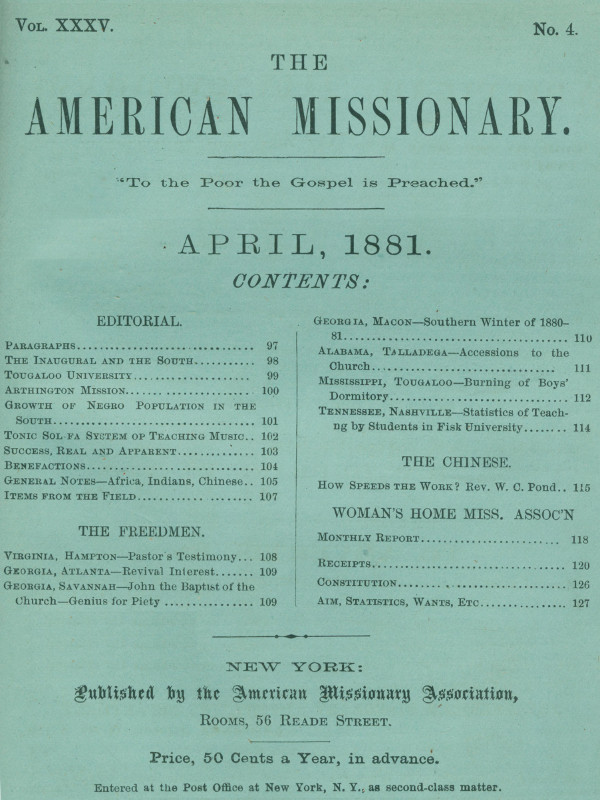 VOL. XXXV.
No. 4.
THE
AMERICAN MISSIONARY.
"To the Poor the Gospel is Preached."
APRIL, 1881.
CONTENTS:
EDITORIAL.
PARAGRAPHS................................ 97
THE INAUGURAL AND THE SOUTH........... 98
TOUGALOO UNIVERSITY..................... 99
ARTHINGTON MISSION...................... 100
GROWTH OF NEGRO POPULATION IN THE
SOUTH................................... 101
TONIC SOL-FA SYSTEM OF TEACHING MUSIC.. 102
SUCCESS, REAL AND APPARENT............. 103
BENEFACTIONS............................ 104
GENERAL NOTES—Africa, Indians, Chinese.. 105
ITEMS FROM THE FIELD.................... 107
THE FREEDMEN.
VIRGINIA, HAMPTON—Pastor's Testimony... 108
GEORGIA, ATLANTA—Revival Interest....... 109
GEORGIA, SAVANNAH—John the Baptist of the
Church—Genius for Piety ................ 109
GEORGIA, MACON—Southern Winter of 1880–
81...................................... 110
ALABAMA, TALLADEGA—Accessions to the
Church................................ 111
MISSISSIPPI, TOUGALOO—Burning of Boys'
Dormitory.............................. 112
TENNESSEE, NASHVILLE—Statistics of Teach-
ng by Students in Fisk University........ 114
THE CHINESE.
HOW SPEEDS THE WORK? Rev. W. C. Pond.. 115
WOMAN'S HOME MISS. ASSOC'N
MONTHLY REPORT......................... 118
RECEIPTS................................. 120
CONSTITUTION............................ 126
AIM, STATISTICS, WANTS, ETC.............. 127
NEW YORK:
Published by the American Missionary Association,
ROOMS, 56 READE STREET.
Price, 50 Cents a Year, in advance.
Entered at the Post Office at New York, N. Y., as second-class matter.